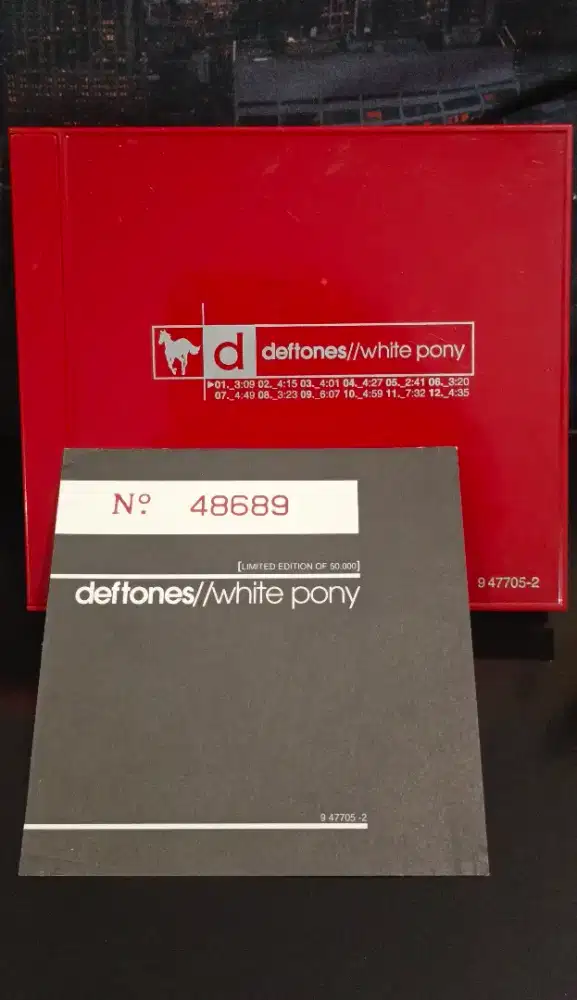 d deftones//white pony
▶01._3:09 02._4:15 03._4:01 04._4:27 05._2:41 06._3:20
07._4:49 08._3:23 09._6:07 10._4:59 11._7:32 12._4:35
9 47705-2
Nº 48689
[LIMITED EDITION OF 50.000]
deftones//white pony
9 47705 -2